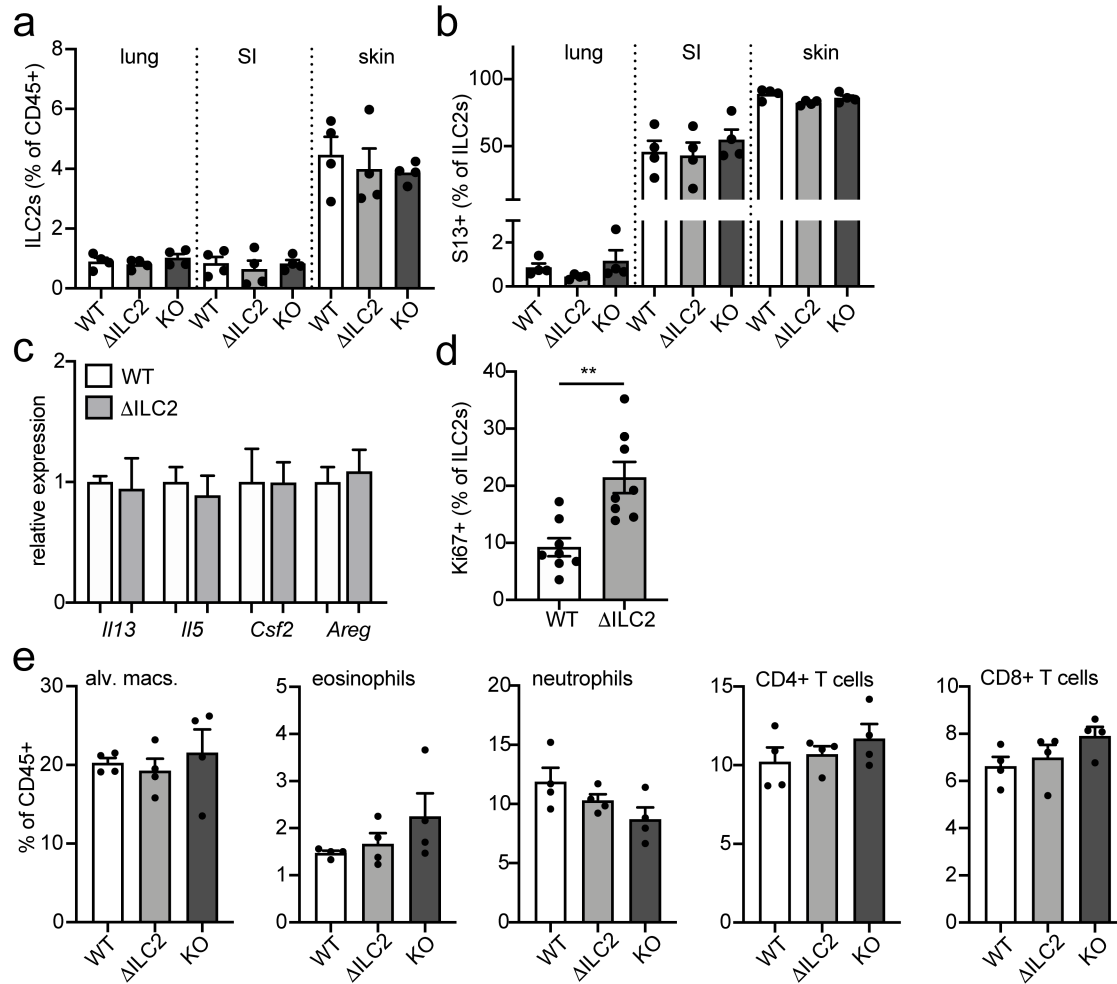 a
ILC2s (% of CD45+)
8
6
4
2
0
lung
SI
skin
WT
ΔILC2
KO
WT
ΔILC2
KO
WT
ΔILC2
KO
b
S13+ (% of ILC2s)
100
50
2
0
lung
SI
skin
WT
ΔILC2
KO
WT
ΔILC2
KO
WT
ΔILC2
KO
c
relative expression
2
1
0
WT
ΔILC2
Il13
Il5
Csf2
Areg
d
Ki67+ (% of ILC2s)
40
30
20
10
0
**
WT
ΔILC2
e
% of CD45+
alv. macs.
30
20
10
0
WT
ΔILC2
KO
eosinophils
5
4
3
2
1
0
WT
ΔILC2
KO
neutrophils
20
15
10
5
0
WT
ΔILC2
KO
CD4+ T cells
15
10
5
0
WT
ΔILC2
KO
CD8+ T cells
10
8
6
4
2
0
WT
ΔILC2
KO